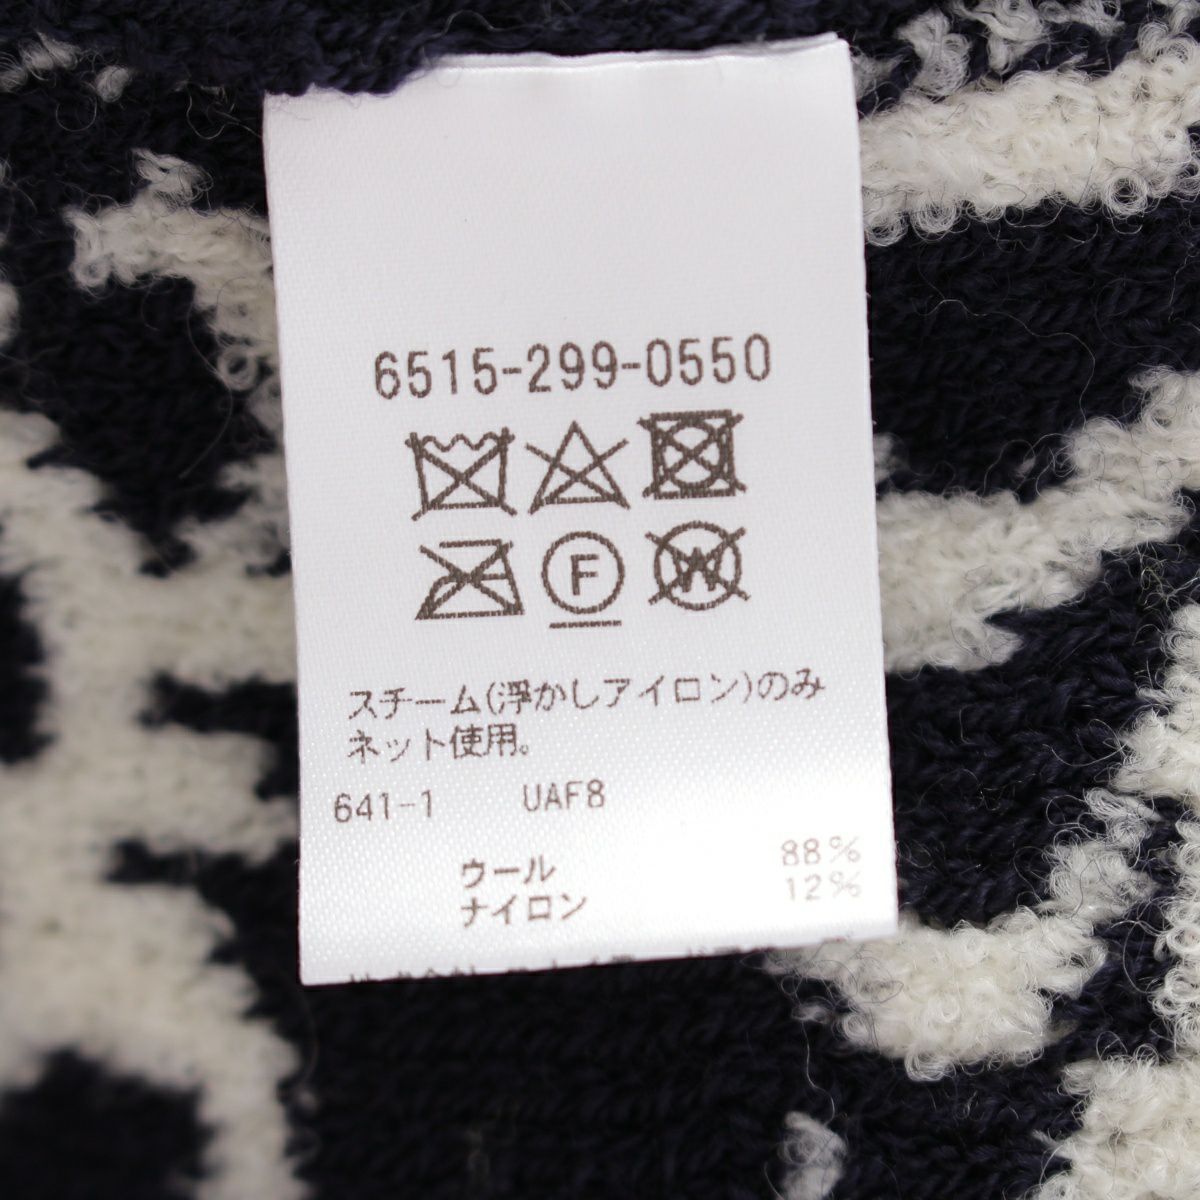 6515-299-0550
F
W
スチーム(浮かしアイロン)のみ
ネット使用。
641-1 UAF8
ウール 88%
ナイロン 12%